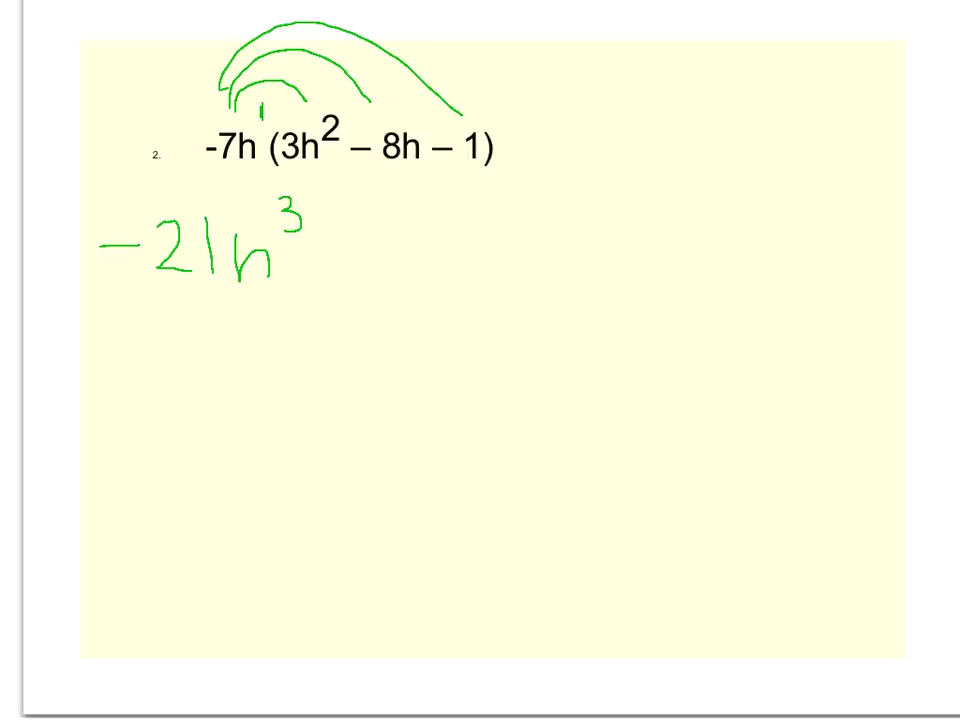 2. -7h (3h² – 8h – 1)
-21h³